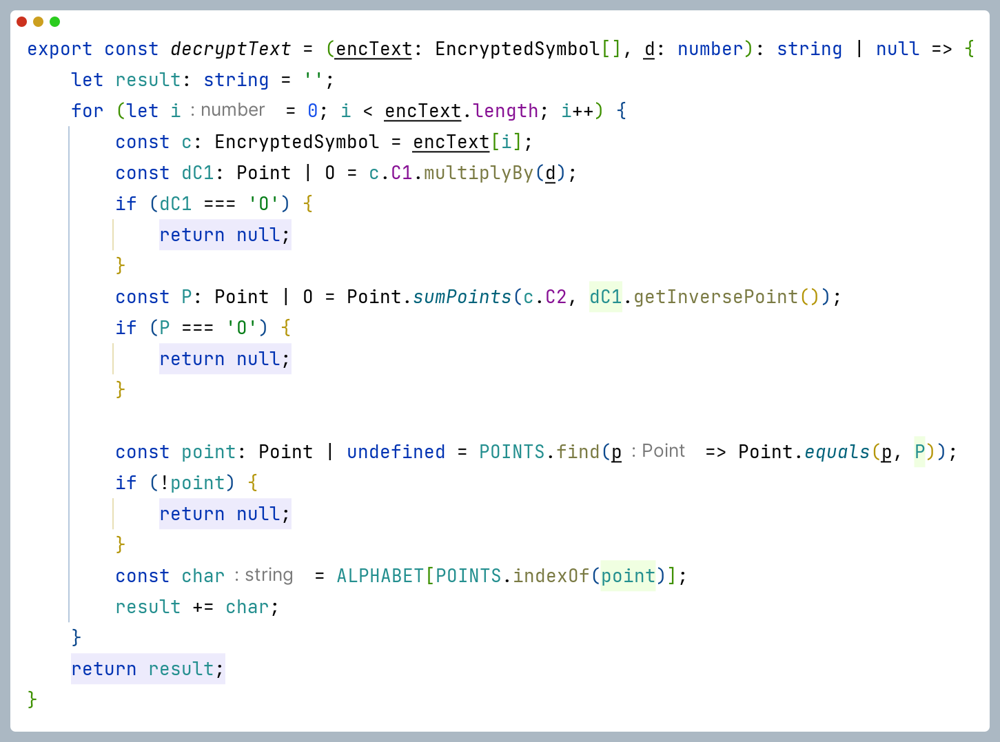 export const decryptText = (encText: EncryptedSymbol[], d: number): string | null => {
    let result: string = '';
    for (let i : number = 0; i < encText.length; i++) {
        const c: EncryptedSymbol = encText[i];
        const dC1: Point | O = c.C1.multiplyBy(d);
        if (dC1 === 'O') {
            return null;
        }
        const P: Point | O = Point.sumPoints(c.C2, dC1.getInversePoint());
        if (P === 'O') {
            return null;
        }
        const point: Point | undefined = POINTS.find(p : Point => Point.equals(p, P));
        if (!point) {
            return null;
        }
        const char : string = ALPHABET[POINTS.indexOf(point)];
        result += char;
    }
    return result;
}